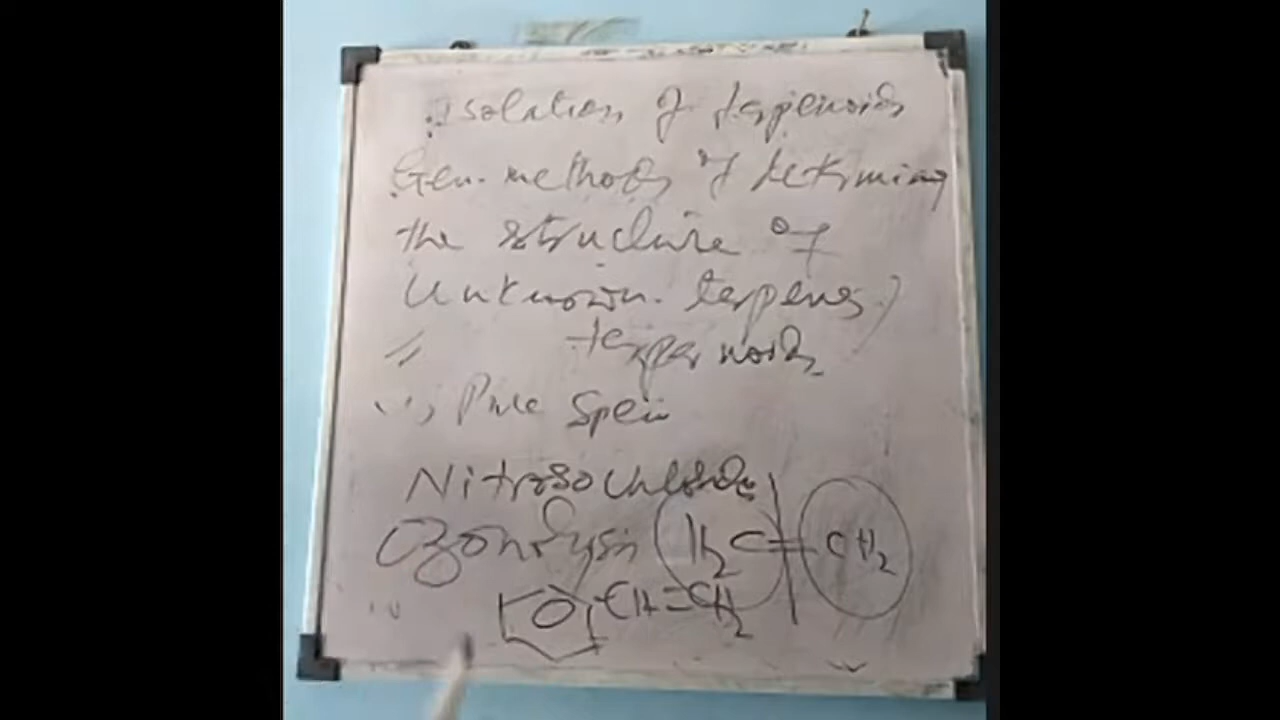 Isolation of terpenoids
Gen. methods of determining
the structure of
Unknown. terpenes)
terpenoids
Pure Speci
Nitrosochloride
Ozonolysis H2C=CH2
CH=CH2